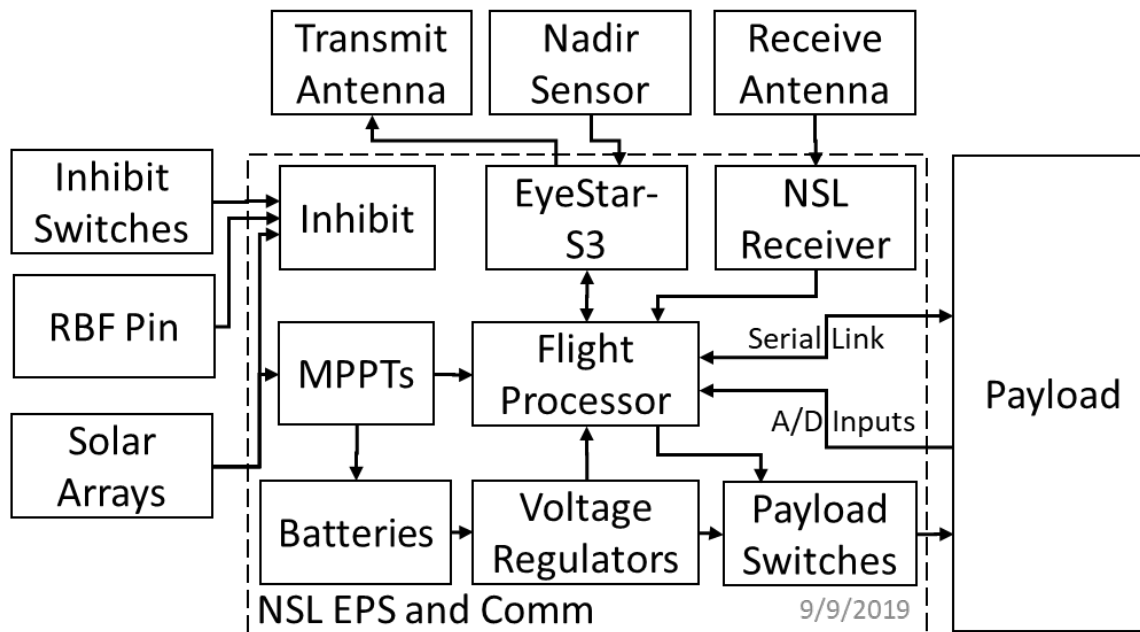 Transmit
Antenna
Nadir
Sensor
Receive
Antenna
Inhibit
Switches
Inhibit
EyeStar-
S3
NSL
Receiver
RBF Pin
MPPTs
Flight
Processor
Serial Link
Payload
A/D Inputs
Solar
Arrays
Batteries
Voltage
Regulators
Payload
Switches
NSL EPS and Comm
9/9/2019